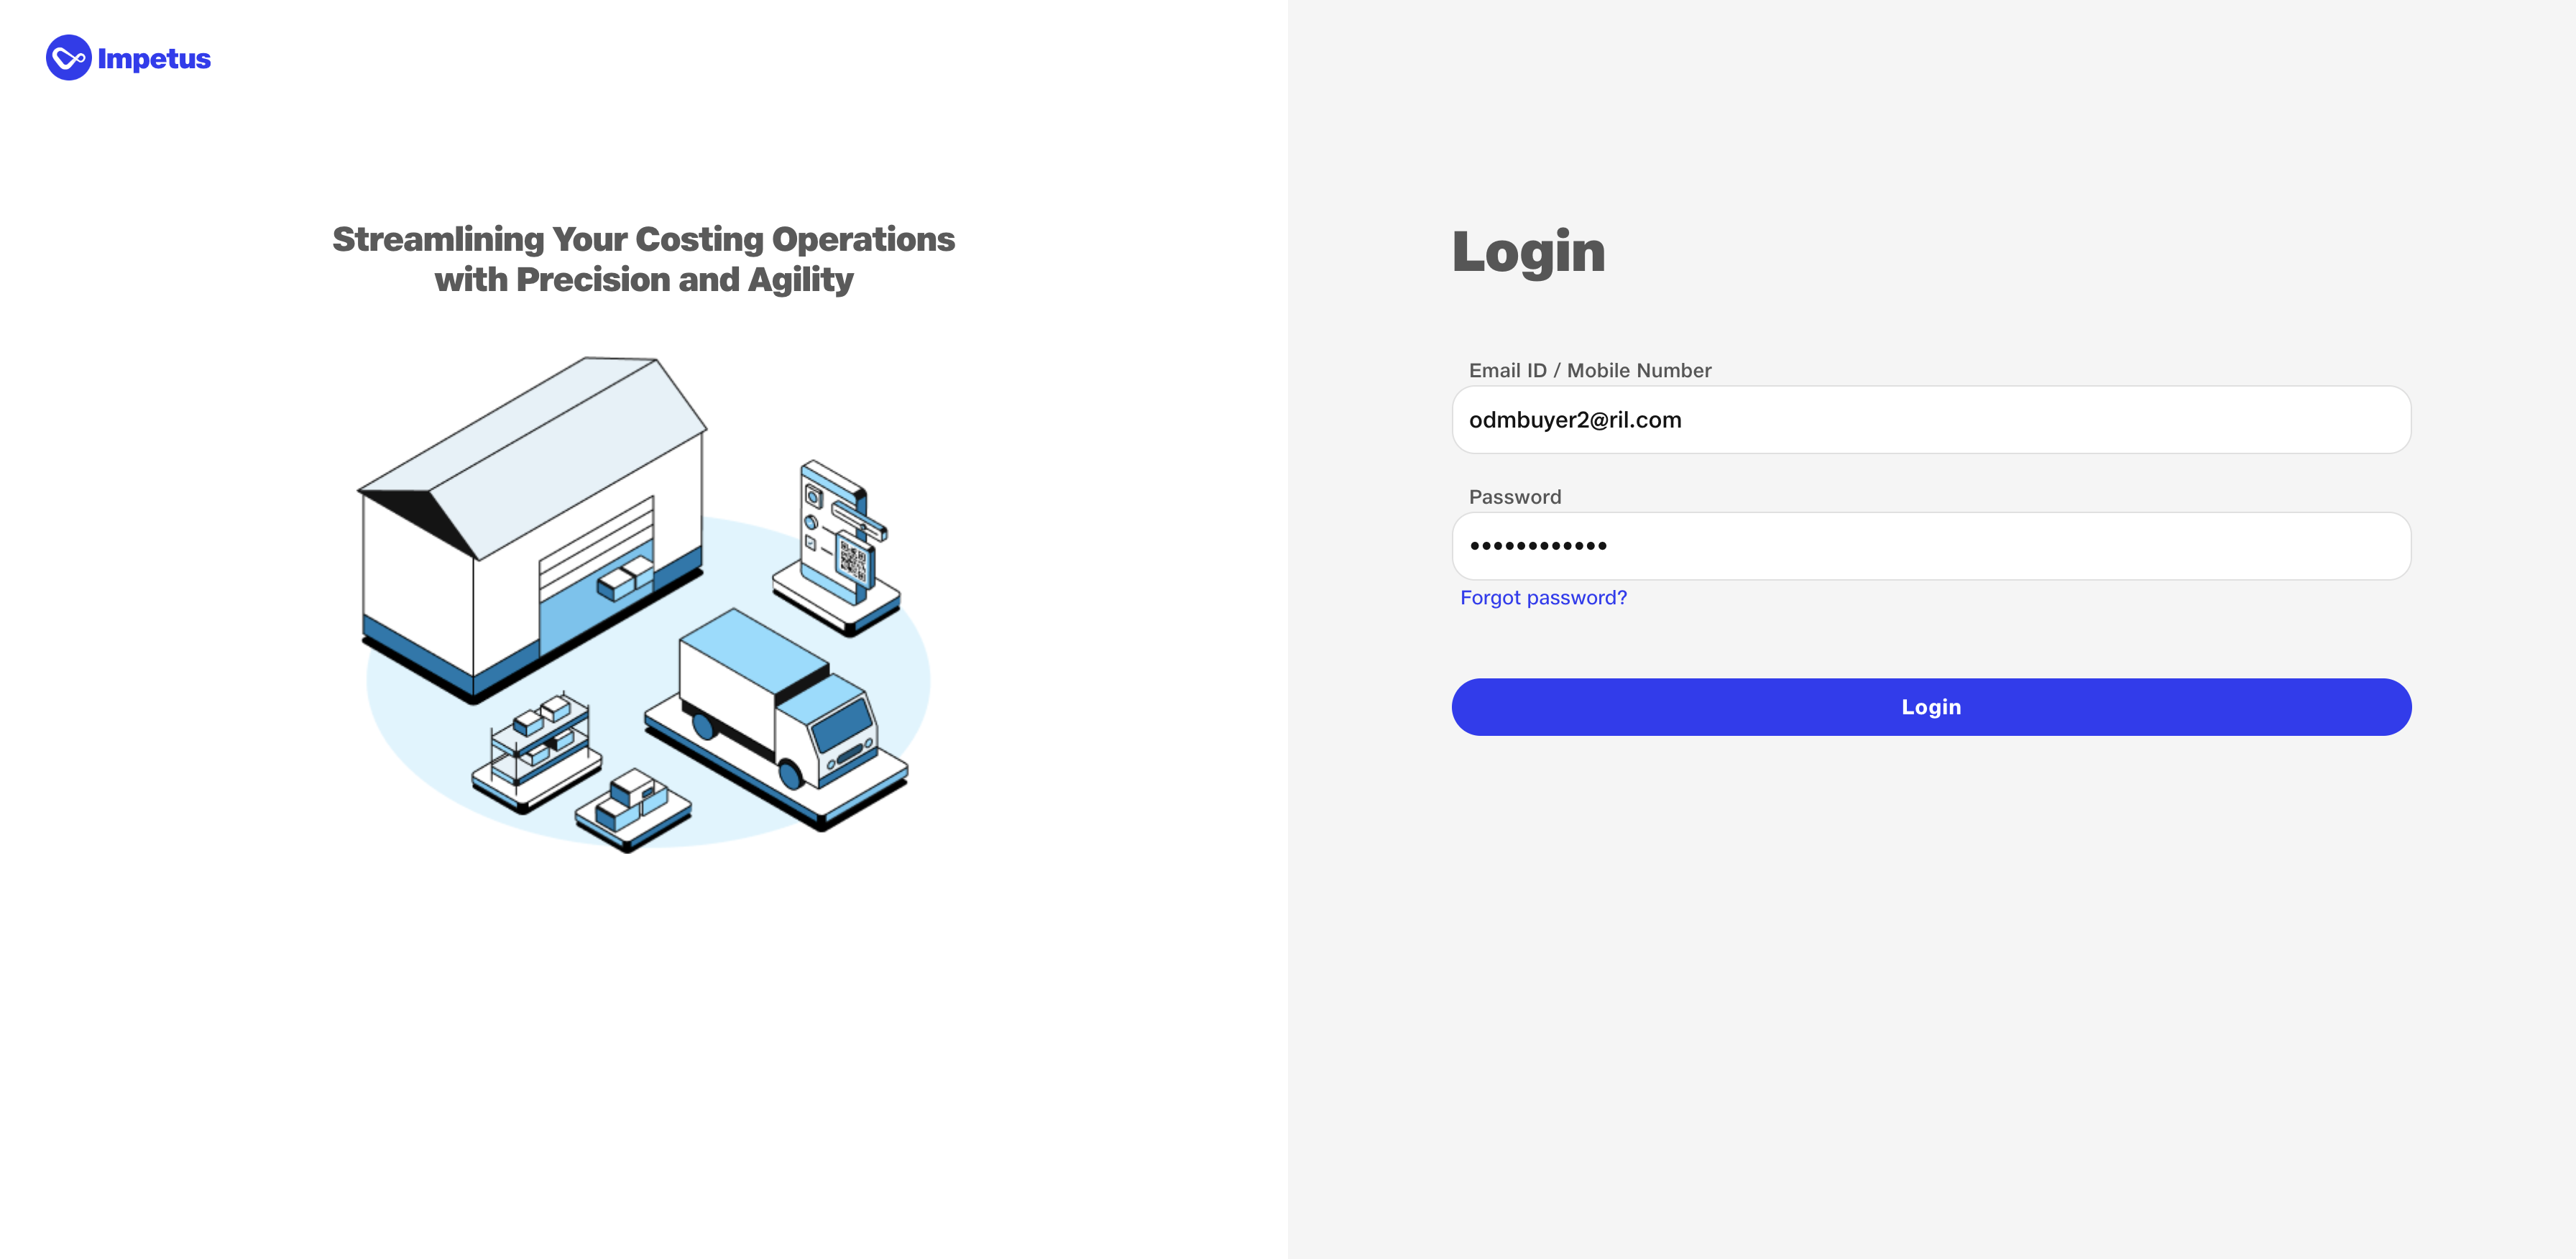 Impetus
Streamlining Your Costing Operations
with Precision and Agility
Login
Email ID / Mobile Number
odmbuyer2@ril.com
Password
••••••••••••
Forgot password?
Login